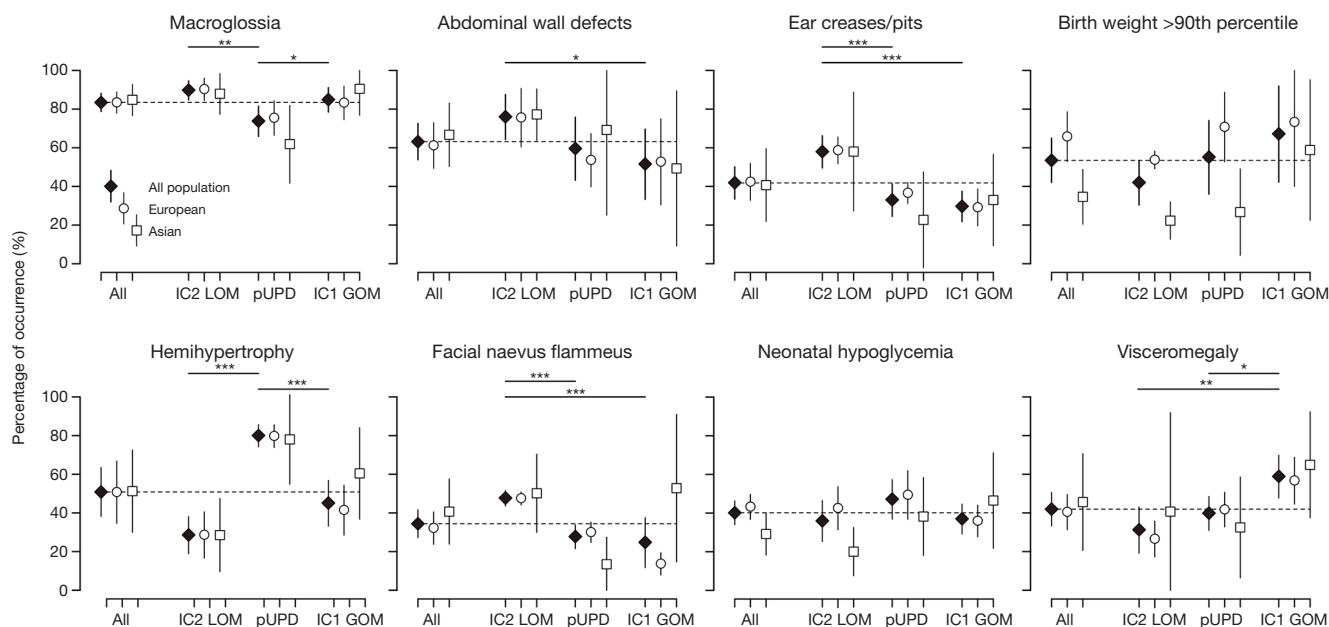 Macroglossia
Abdominal wall defects
Ear creases/pits
Birth weight >90th percentile
**
*
*
***
***
100
80
60
40
20
0
All population
European
Asian
All IC2 LOM pUPD IC1 GOM
All IC2 LOM pUPD IC1 GOM
All IC2 LOM pUPD IC1 GOM
All IC2 LOM pUPD IC1 GOM
Percentage of occurrence (%)
Hemihypertrophy
Facial naevus flammeus
Neonatal hypoglycemia
Visceromegaly
***
***
***
***
*
**
100
80
60
40
20
0
All IC2 LOM pUPD IC1 GOM
All IC2 LOM pUPD IC1 GOM
All IC2 LOM pUPD IC1 GOM
All IC2 LOM pUPD IC1 GOM